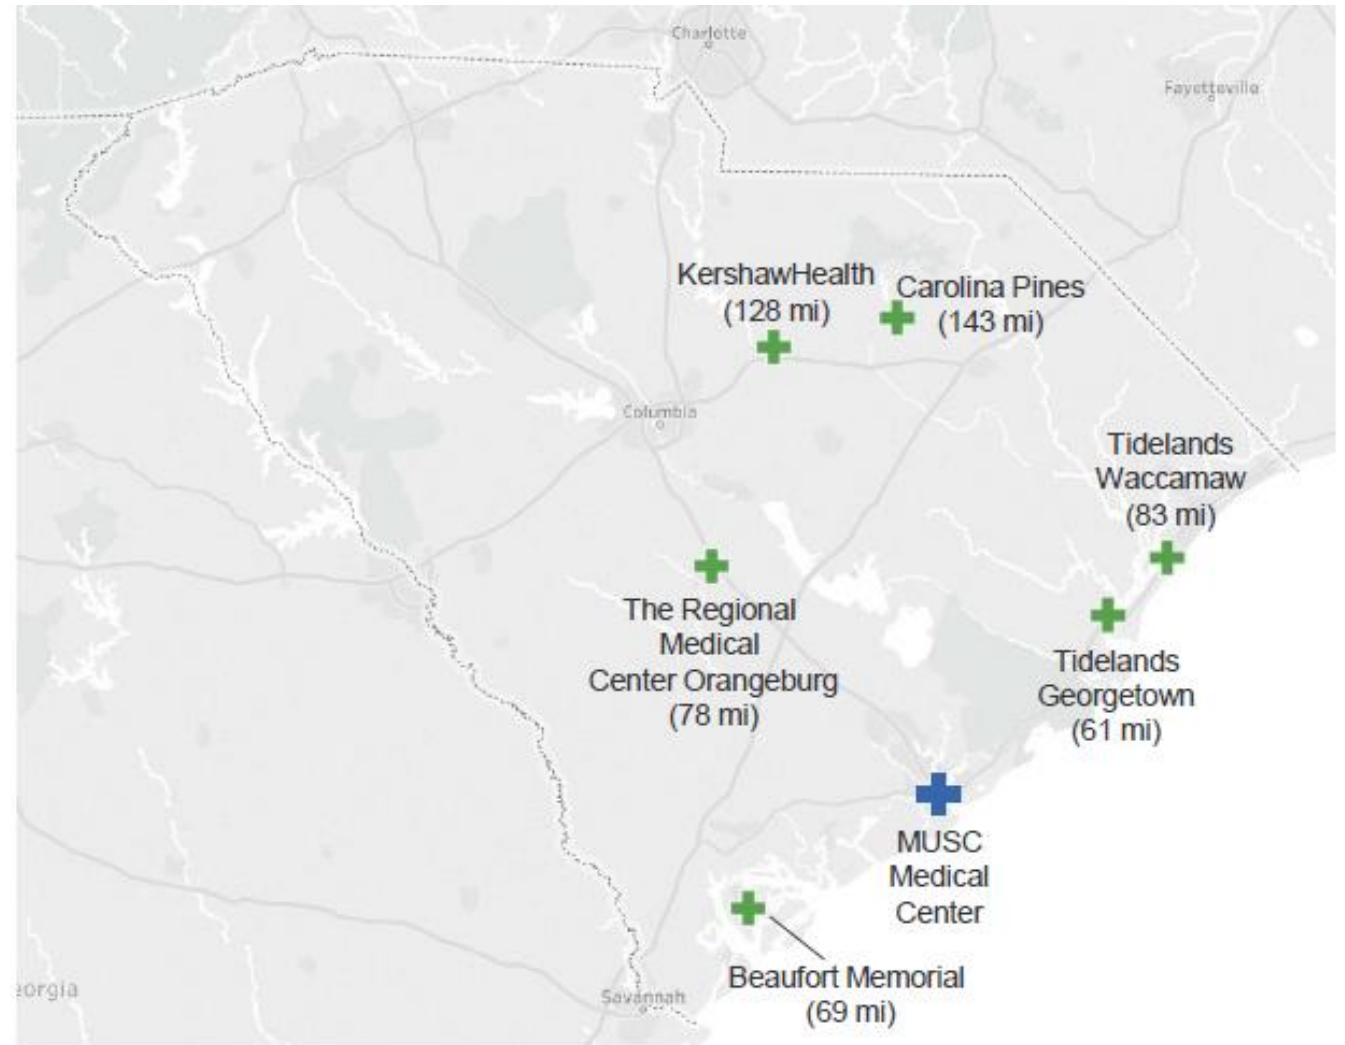 Charlotte
Fayetteville
KershawHealth
(128 mi)
Carolina Pines
(143 mi)
Columbia
Tidelands
Waccamaw
(83 mi)
The Regional
Medical
Center Orangeburg
(78 mi)
Tidelands
Georgetown
(61 mi)
MUSC
Medical
Center
Beaufort Memorial
(69 mi)
eorgia
Savannah